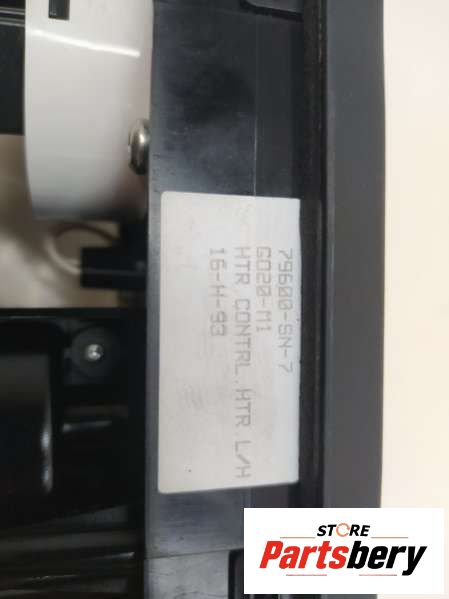 79600-SN-7
G020-M1
HTR CONTRL.HTR L/H
16-H-93
STORE
Partsbery